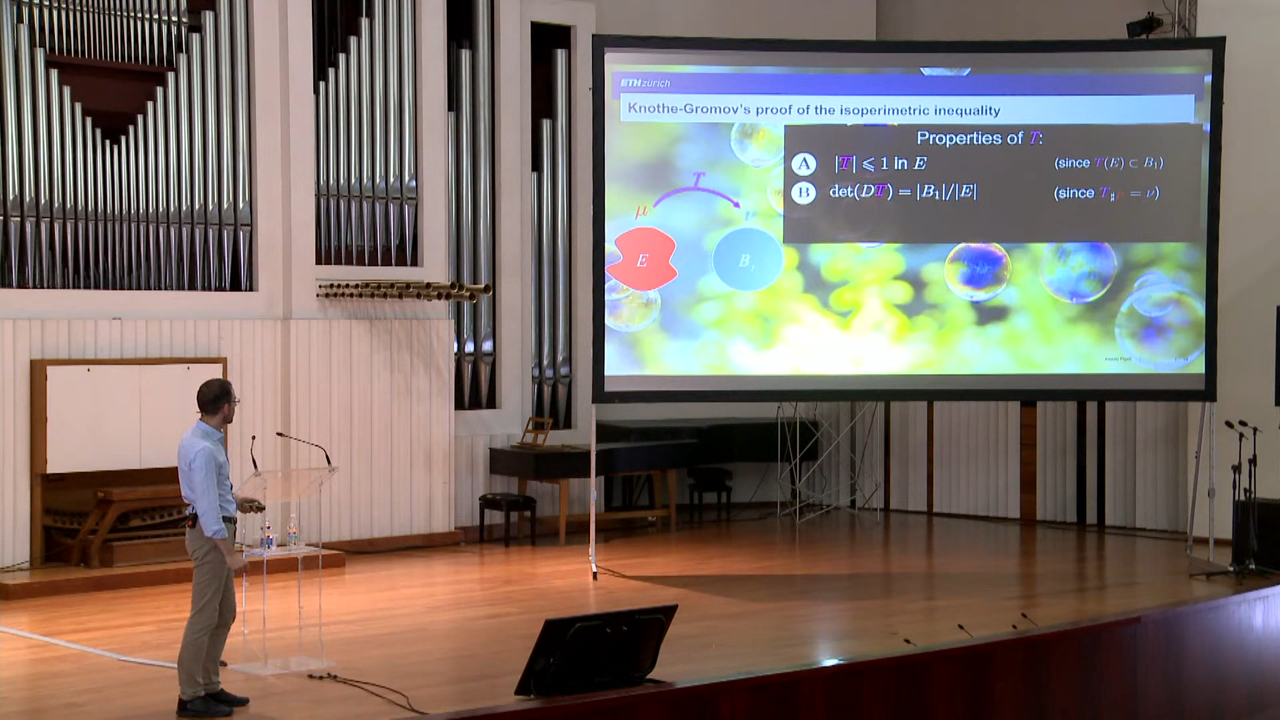 ETH zürich
Knothe-Gromov's proof of the isoperimetric inequality
Properties of T:
A |T| ⩽ 1 in E (since T(E) ⊂ B₁)
B det(DT) = |B₁|/|E| (since T♯μ = ν)
T
μ
E
B₁